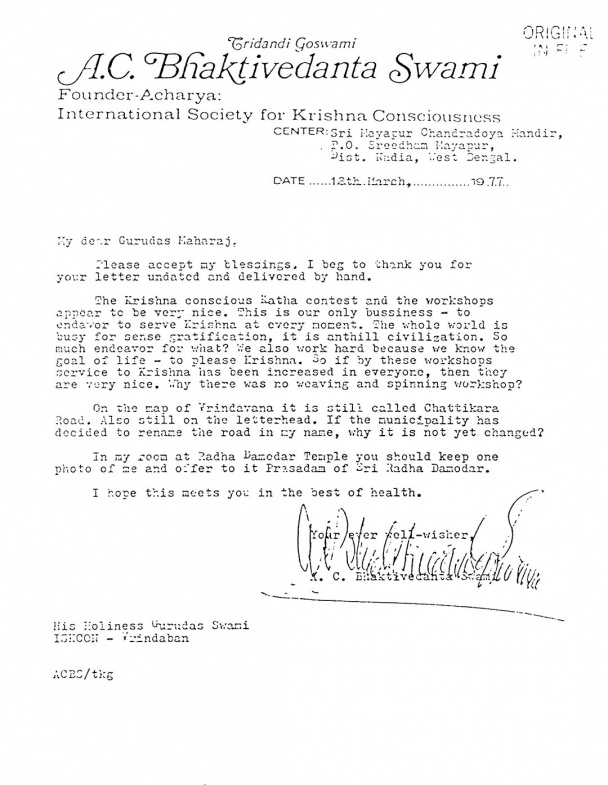 ORIGINAL
IN FILE
Tridandi Goswami
A.C. Bhaktivedanta Swami
Founder-Acharya:
International Society for Krishna Consciousness
CENTER: Sri Mayapur Chandradoya Mandir,
P.O. Sreedham Mayapur,
Dist. Nadia, West Bengal.
DATE ......12th March,...............1977..
My dear Gurudas Maharaj,
Please accept my blessings. I beg to thank you for
your letter undated and delivered by hand.
The Krishna conscious Katha contest and the workshops
appear to be very nice. This is our only bussiness - to
endavor to serve Krishna at every moment. The whole world is
busy for sense gratification, it is anthill civilization. So
much endeavor for what? We also work hard because we know the
goal of life - to please Krishna. So if by these workshops
service to Krishna has been increased in everyone, then they
are very nice. Why there was no weaving and spinning workshop?
On the map of Vrindavana it is still called Chattikara
Road. Also still on the letterhead. If the municipality has
decided to rename the road in my name, why it is not yet changed?
In my room at Radha Damodar Temple you should keep one
photo of me and offer to it Prasadam of Sri Radha Damodar.
I hope this meets you in the best of health.
Your ever well-wisher,
A. C. Bhaktivedanta Swami
His Holiness Gurudas Swami
ISKCON - Vrindaban
ACBS/tkg